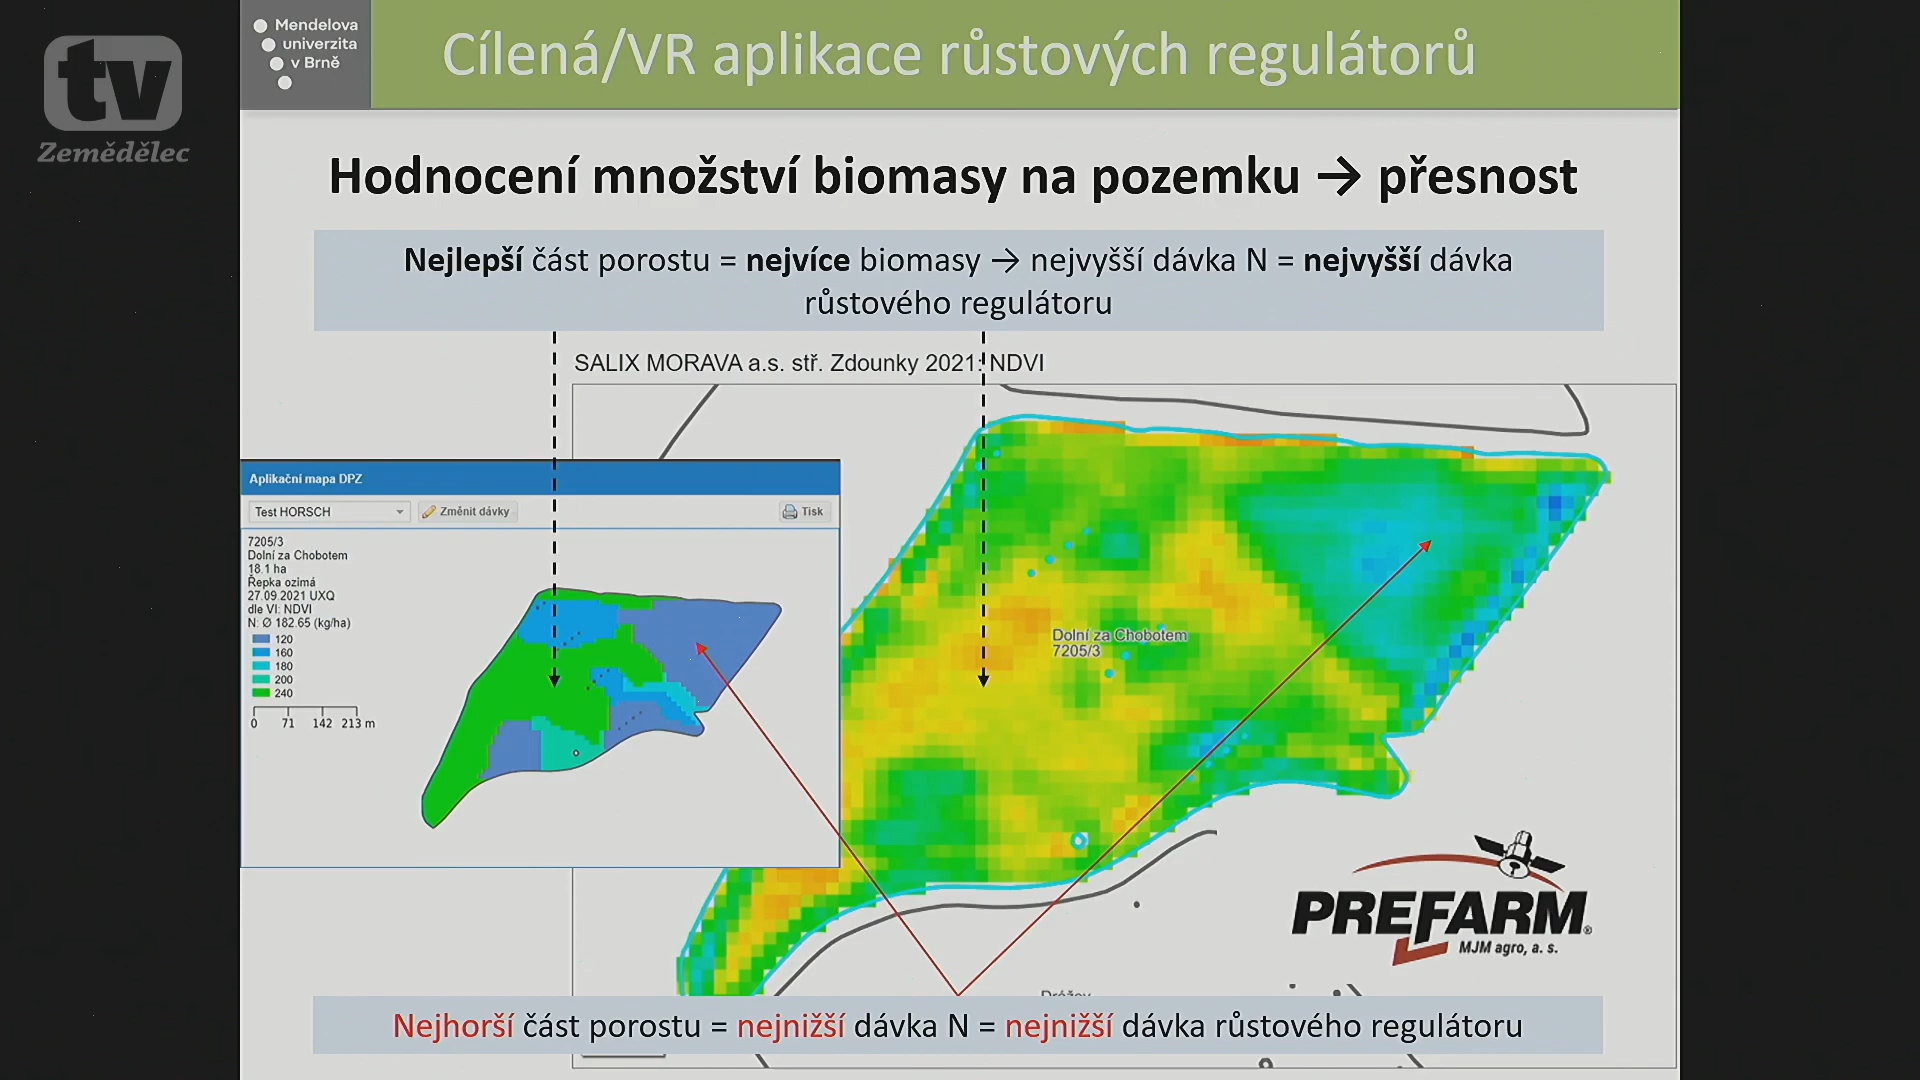 tv
Zemědělec
Mendelova
univerzita
v Brně
Cílená/VR aplikace růstových regulátorů
Hodnocení množství biomasy na pozemku → přesnost
Nejlepší část porostu = nejvíce biomasy → nejvyšší dávka N = nejvyšší dávka
růstového regulátoru
SALIX MORAVA a.s. stř. Zdounky 2021: NDVI
Aplikační mapa DPZ
Test HORSCH
Změnit dávky
Tisk
7205/3
Dolní za Chobotem
18.1 ha
Řepka ozimá
27.09.2021 UXQ
dle VI: NDVI
N: Ø 182.65 (kg/ha)
120
160
180
200
240
0 71 142 213 m
Dolní za Chobotem
7205/3
PREFARM®
MJM agro, a. s.
Nejhorší část porostu = nejnižší dávka N = nejnižší dávka růstového regulátoru